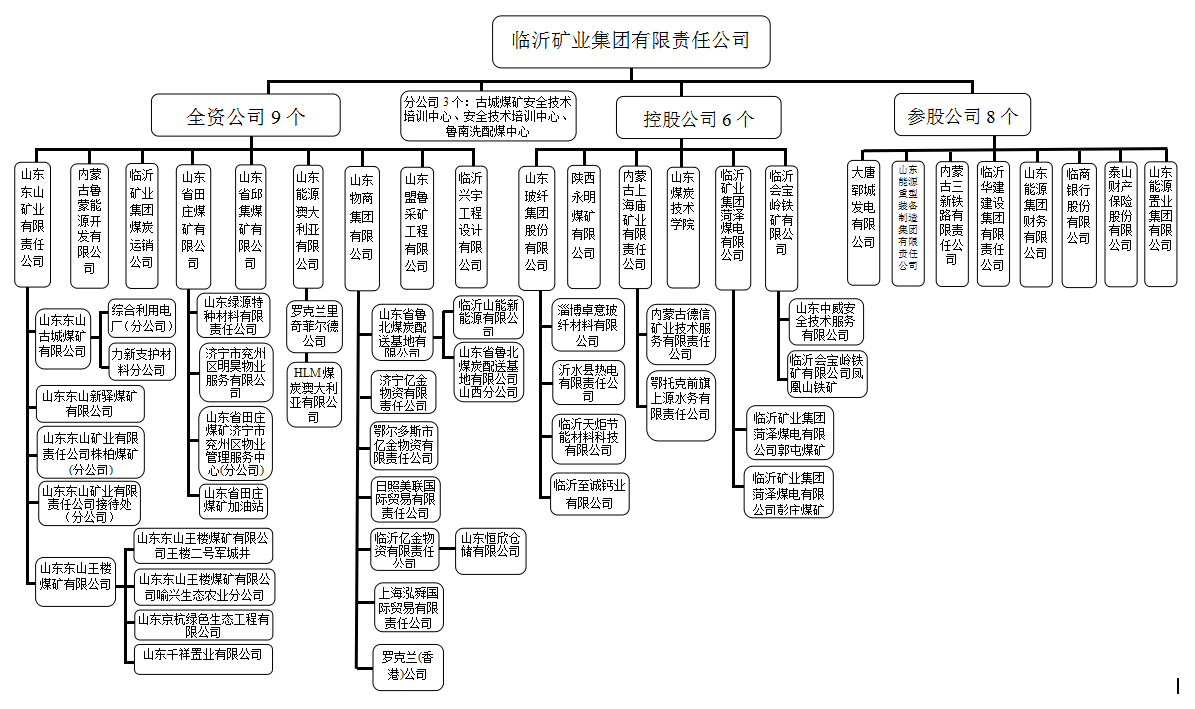 临沂矿业集团有限责任公司
全资公司 9 个
分公司 3 个：古城煤矿安全技术
培训中心、安全技术培训中心、
鲁南洗配煤中心
控股公司 6 个
参股公司 8 个
山东东山矿业有限责任公司
内蒙古鲁蒙能源开发有限公司
临沂矿业集团煤炭运销公司
山东省田庄煤矿有限公司
山东省邱集煤矿有限公司
山东能源澳大利亚有限公司
山东物商集团有限公司
山东盟鲁采矿工程有限公司
临沂兴宇工程设计有限公司
山东玻纤集团股份有限公司
陕西永明煤矿有限公司
内蒙古上海庙矿业有限责任公司
山东煤炭技术学院
临沂矿业集团菏泽煤电有限公司
临沂会宝岭铁矿有限公司
大唐郓城发电有限公司
山东能源重型装备制造集团有限责任公司
内蒙古三新铁路有限责任公司
临沂华建建设集团有限责任公司
山东能源集团财务有限公司
临商银行股份有限公司
泰山财产保险股份有限公司
山东能源置业集团有限公司
山东东山
古城煤矿
有限公司
综合利用电
厂（分公司）
力新支护材
料分公司
山东东山新驿煤矿
有限公司
山东东山矿业有限
责任公司株柏煤矿
(分公司)
山东东山矿业有限
责任公司接待处
（分公司）
山东东山王楼
煤矿有限公司
山东东山王楼煤矿有限公
司王楼二号军城井
山东东山王楼煤矿有限公
司喻兴生态农业分公司
山东京杭绿色生态工程有
限公司
山东千祥置业有限公司
山东绿源特
种材料有限
责任公司
济宁市兖州
区明昊物业
服务有限公
司
山东省田庄
煤矿济宁市
兖州区物业
管理服务中
心(分公司)
山东省田庄
煤矿加油站
罗克兰里
奇菲尔德
公司
HLM 煤
炭澳大利
亚有限公
司
山东省鲁
北煤炭配
送基地有
限公司
临沂山能新
能源有限公
司
山东省鲁北
煤炭配送基
地有限公司
山西分公司
济宁亿金
物资有限
责任公司
鄂尔多斯市
亿金物资有
限责任公司
日照美联国
际贸易有限
责任公司
临沂亿金物
资有限责任
公司
山东恒欣仓
储有限公司
上海泓舜国
际贸易有限
责任公司
罗克兰(香
港)公司
淄博卓意玻
纤材料有限
公司
沂水县热电
有限责任公
司
临沂天炬节
能材料科技
有限公司
临沂至诚钙业
有限公司
内蒙古德信
矿业技术服
务有限责任
公司
鄂托克前旗
上源水务有
限责任公司
临沂矿业集团
菏泽煤电有限
公司郭屯煤矿
临沂矿业集团
菏泽煤电有限
公司彭庄煤矿
山东中威安
全技术服务
有限公司
临沂会宝岭铁
矿有限公司凤
凰山铁矿